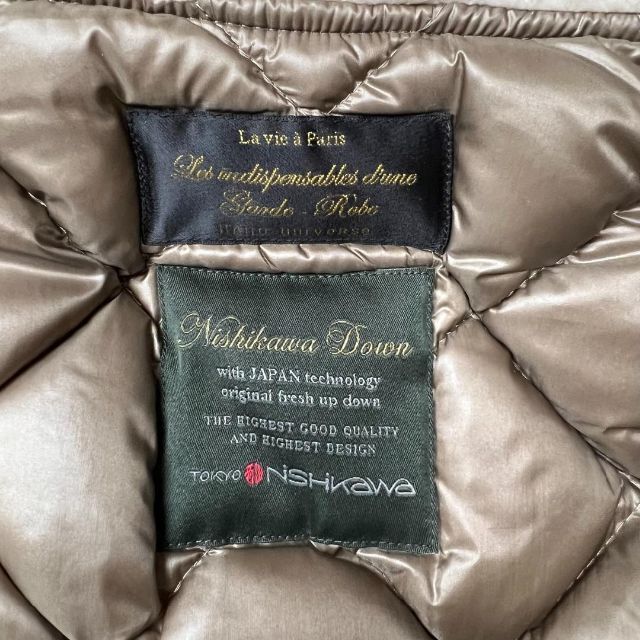 La vie à Paris
Les indispensables d'une
Garde - Robe
Nishikawa Down
with JAPAN technology
original fresh up down
THE HIGHEST GOOD QUALITY
AND HIGHEST DESIGN
TOKYO NiSHiKawa